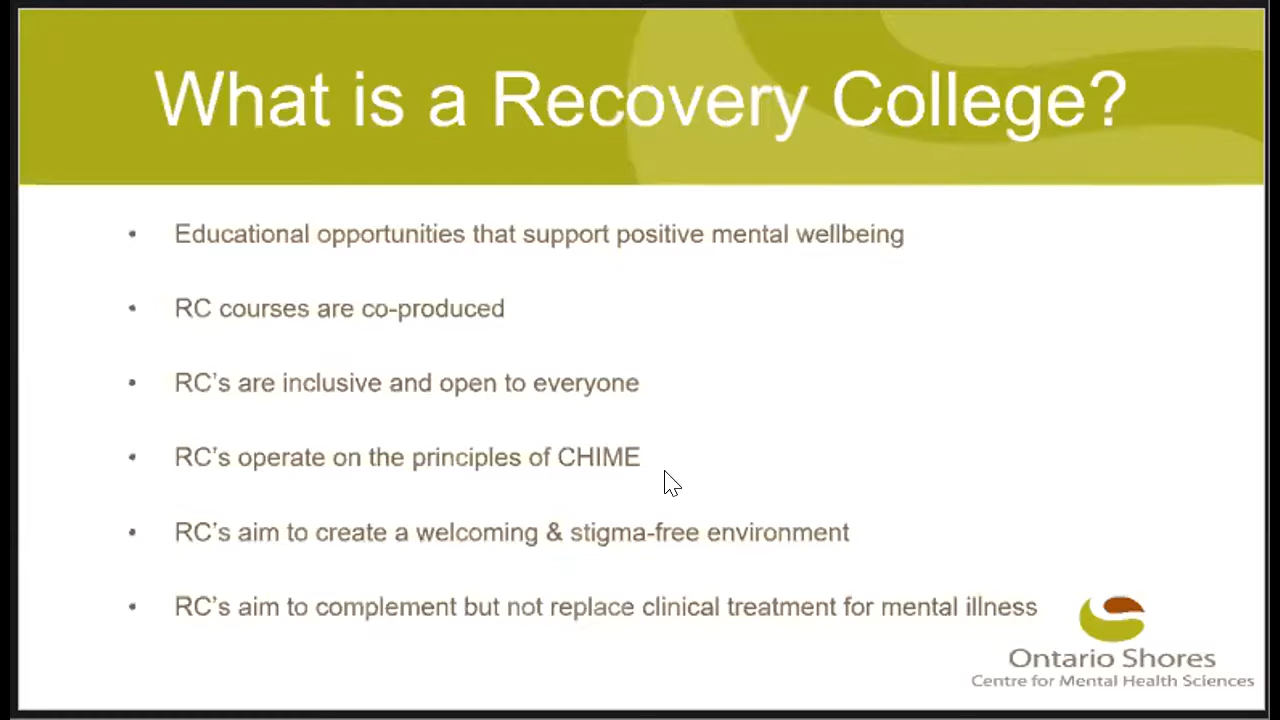 What is a Recovery College?
• Educational opportunities that support positive mental wellbeing
• RC courses are co-produced
• RC's are inclusive and open to everyone
• RC's operate on the principles of CHIME
• RC's aim to create a welcoming & stigma-free environment
• RC's aim to complement but not replace clinical treatment for mental illness
Ontario Shores
Centre for Mental Health Sciences